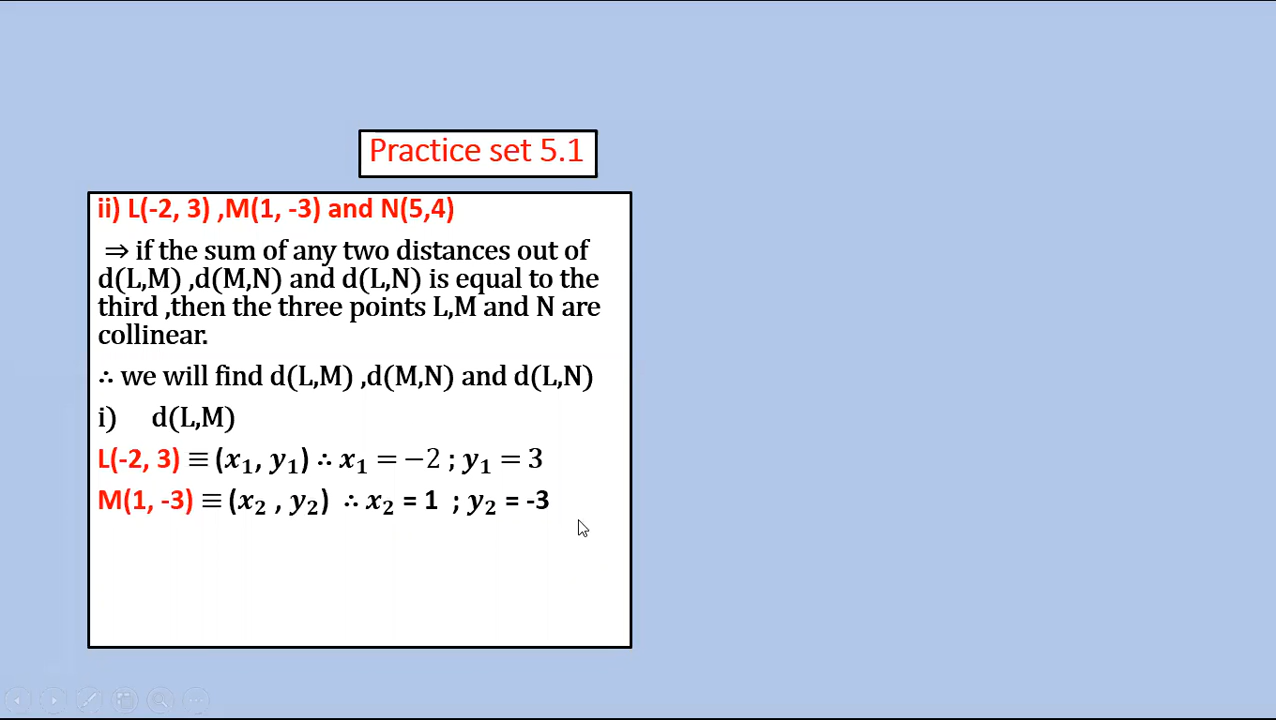 Practice set 5.1
ii) L(-2, 3) ,M(1, -3) and N(5,4)
⇒ if the sum of any two distances out of
d(L,M) ,d(M,N) and d(L,N) is equal to the
third ,then the three points L,M and N are
collinear.
∴ we will find d(L,M) ,d(M,N) and d(L,N)
i) d(L,M)
L(-2, 3) ≡ (x₁, y₁) ∴ x₁ = −2 ; y₁ = 3
M(1, -3) ≡ (x₂ , y₂) ∴ x₂ = 1 ; y₂ = -3